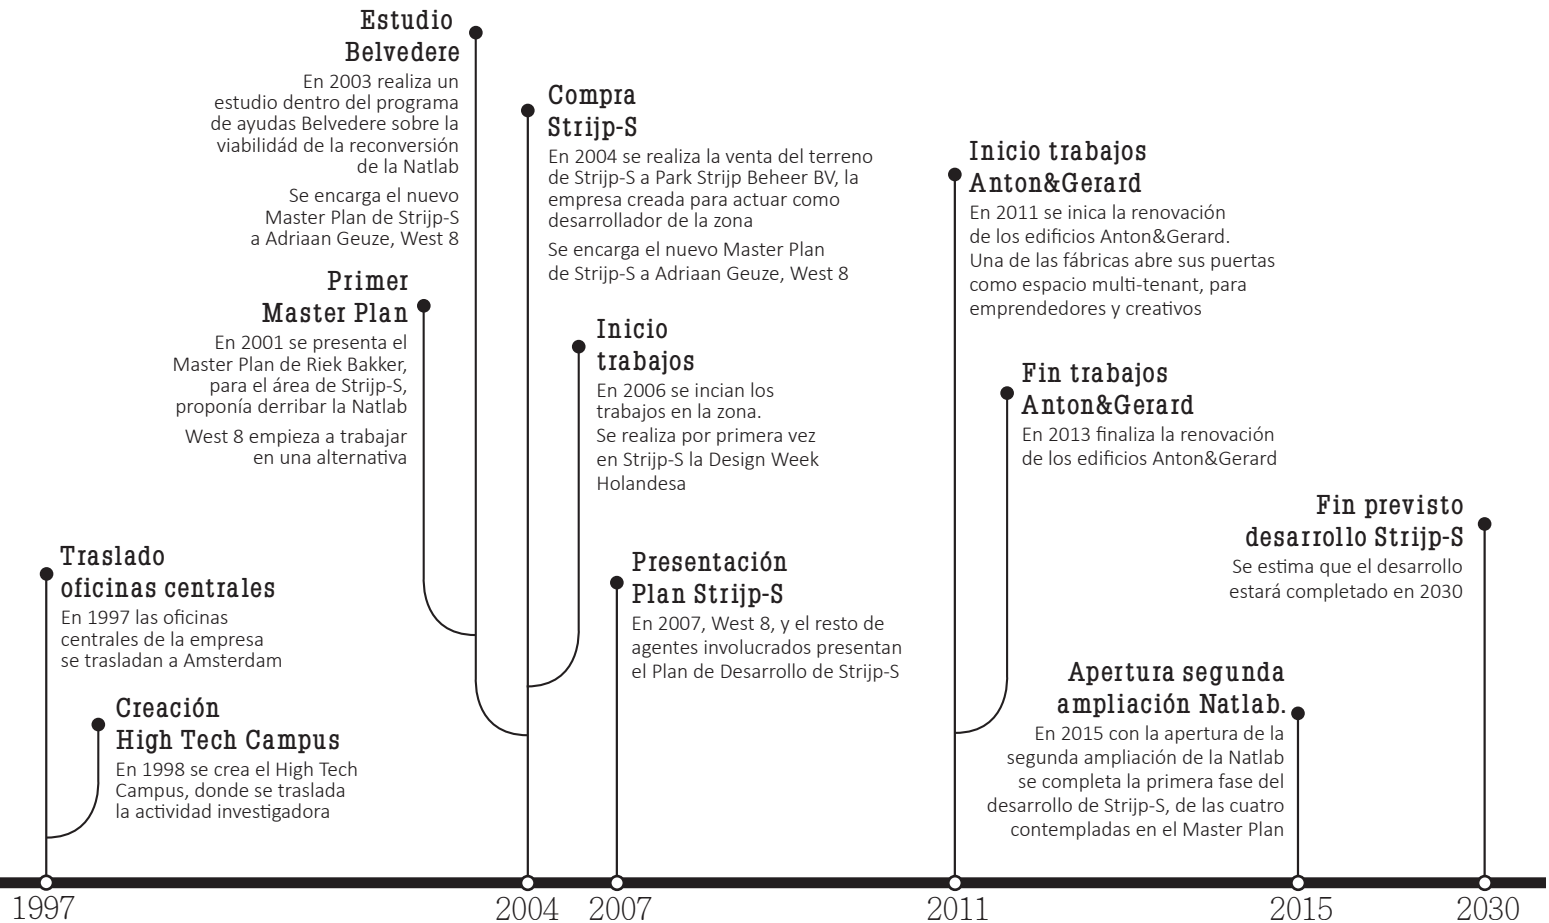 Estudio
Belvedere
En 2003 realiza un
estudio dentro del programa
de ayudas Belvedere sobre la
viabilidád de la reconversión
de la Natlab
Se encarga el nuevo
Master Plan de Strijp-S
a Adriaan Geuze, West 8
Primer
Master Plan
En 2001 se presenta el
Master Plan de Riek Bakker,
para el área de Strijp-S,
proponía derribar la Natlab
West 8 empieza a trabajar
en una alternativa
Traslado
oficinas centrales
En 1997 las oficinas
centrales de la empresa
se trasladan a Amsterdam
Creación
High Tech Campus
En 1998 se crea el High Tech
Campus, donde se traslada
la actividad investigadora
Compra
Strijp-S
En 2004 se realiza la venta del terreno
de Strijp-S a Park Strijp Beheer BV, la
empresa creada para actuar como
desarrollador de la zona
Se encarga el nuevo Master Plan
de Strijp-S a Adriaan Geuze, West 8
Inicio
trabajos
En 2006 se incian los
trabajos en la zona.
Se realiza por primera vez
en Strijp-S la Design Week
Holandesa
Presentación
Plan Strijp-S
En 2007, West 8, y el resto de
agentes involucrados presentan
el Plan de Desarrollo de Strijp-S
Inicio trabajos
Anton&Gerard
En 2011 se inica la renovación
de los edificios Anton&Gerard.
Una de las fábricas abre sus puertas
como espacio multi-tenant, para
emprendedores y creativos
Fin trabajos
Anton&Gerard
En 2013 finaliza la renovación
de los edificios Anton&Gerard
Fin previsto
desarrollo Strijp-S
Se estima que el desarrollo
estará completado en 2030
Apertura segunda
ampliación Natlab.
En 2015 con la apertura de la
segunda ampliación de la Natlab
se completa la primera fase del
desarrollo de Strijp-S, de las cuatro
contempladas en el Master Plan
1997
2004
2007
2011
2015
2030